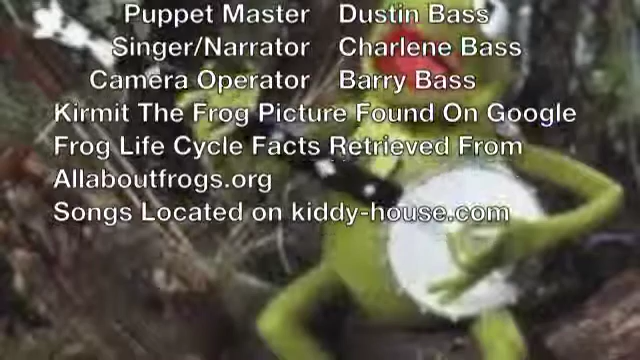 Puppet Master Dustin Bass
Singer/Narrator Charlene Bass
Camera Operator Barry Bass
Kirmit The Frog Picture Found On Google
Frog Life Cycle Facts Retrieved From
Allaboutfrogs.org
Songs Located on kiddy-house.com